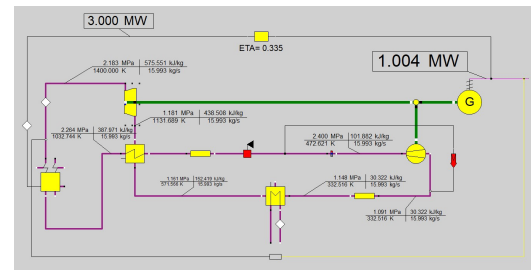 3.000 MW
ETA= 0.335
1.004 MW
2.183 MPa 575.551 kJ/kg
1400.000 K 15.993 kg/s
G
1.181 MPa 438.508 kJ/kg
1131.689 K 15.993 kg/s
2.264 MPa 387.971 kJ/kg
1032.744 K 15.993 kg/s
2.400 MPa 101.882 kJ/kg
472.621 K 15.993 kg/s
1.161 MPa 152.419 kJ/kg
571.566 K 15.993 kg/s
1.148 MPa 30.322 kJ/kg
332.516 K 15.993 kg/s
1.091 MPa 30.322 kJ/kg
332.516 K 15.993 kg/s